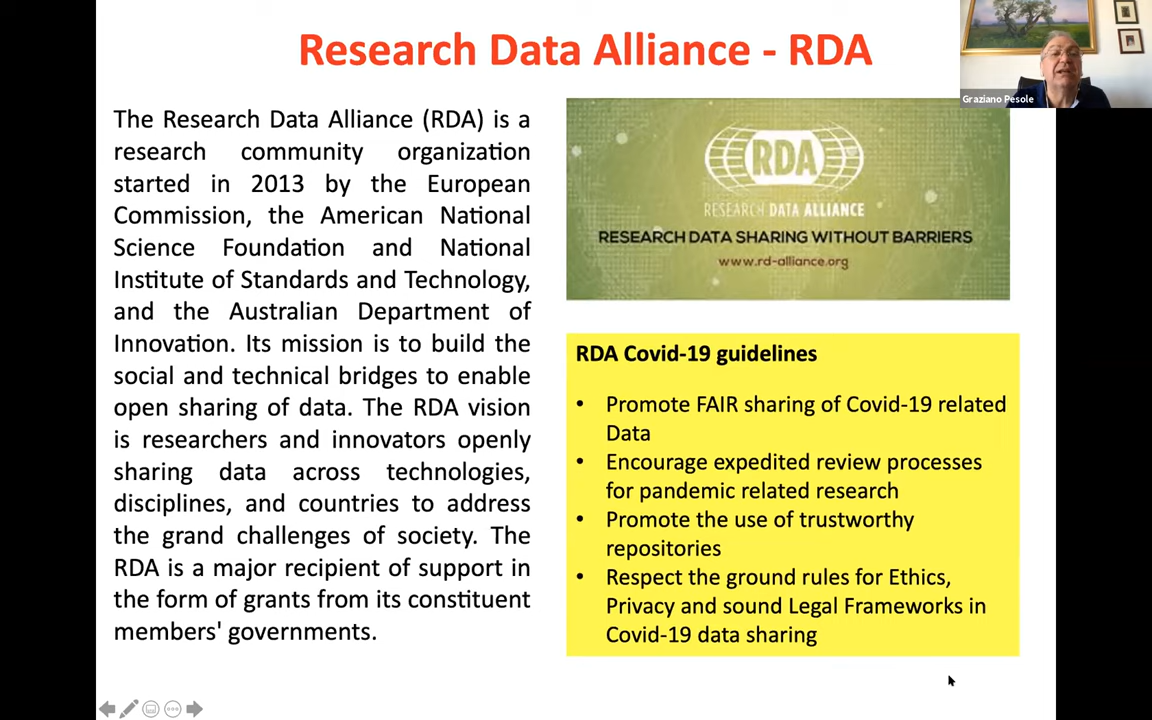 Research Data Alliance - RDA
Graziano Pesole
The Research Data Alliance (RDA) is a
research community organization
started in 2013 by the European
Commission, the American National
Science Foundation and National
Institute of Standards and Technology,
and the Australian Department of
Innovation. Its mission is to build the
social and technical bridges to enable
open sharing of data. The RDA vision
is researchers and innovators openly
sharing data across technologies,
disciplines, and countries to address
the grand challenges of society. The
RDA is a major recipient of support in
the form of grants from its constituent
members' governments.
RDA
RESEARCH DATA ALLIANCE
RESEARCH DATA SHARING WITHOUT BARRIERS
www.rd-alliance.org
RDA Covid-19 guidelines
• Promote FAIR sharing of Covid-19 related
Data
• Encourage expedited review processes
for pandemic related research
• Promote the use of trustworthy
repositories
• Respect the ground rules for Ethics,
Privacy and sound Legal Frameworks in
Covid-19 data sharing